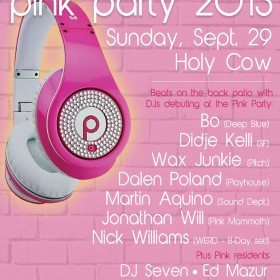 pink party 2013
Sunday, Sept. 29
Holy Cow
Beats on the back patio with
DJs debuting at the Pink Party:
Bo (Deep Blue)
Didje Kelli (SF)
Wax Junkie (Pitch)
Dalen Poland (Playhouse)
Martin Aquino (Sound Dept.)
Jonathan Will (Pink Mammoth)
Nick Williams (WERD - B-Day set)
Plus Pink residents
DJ Seven • Ed Mazur